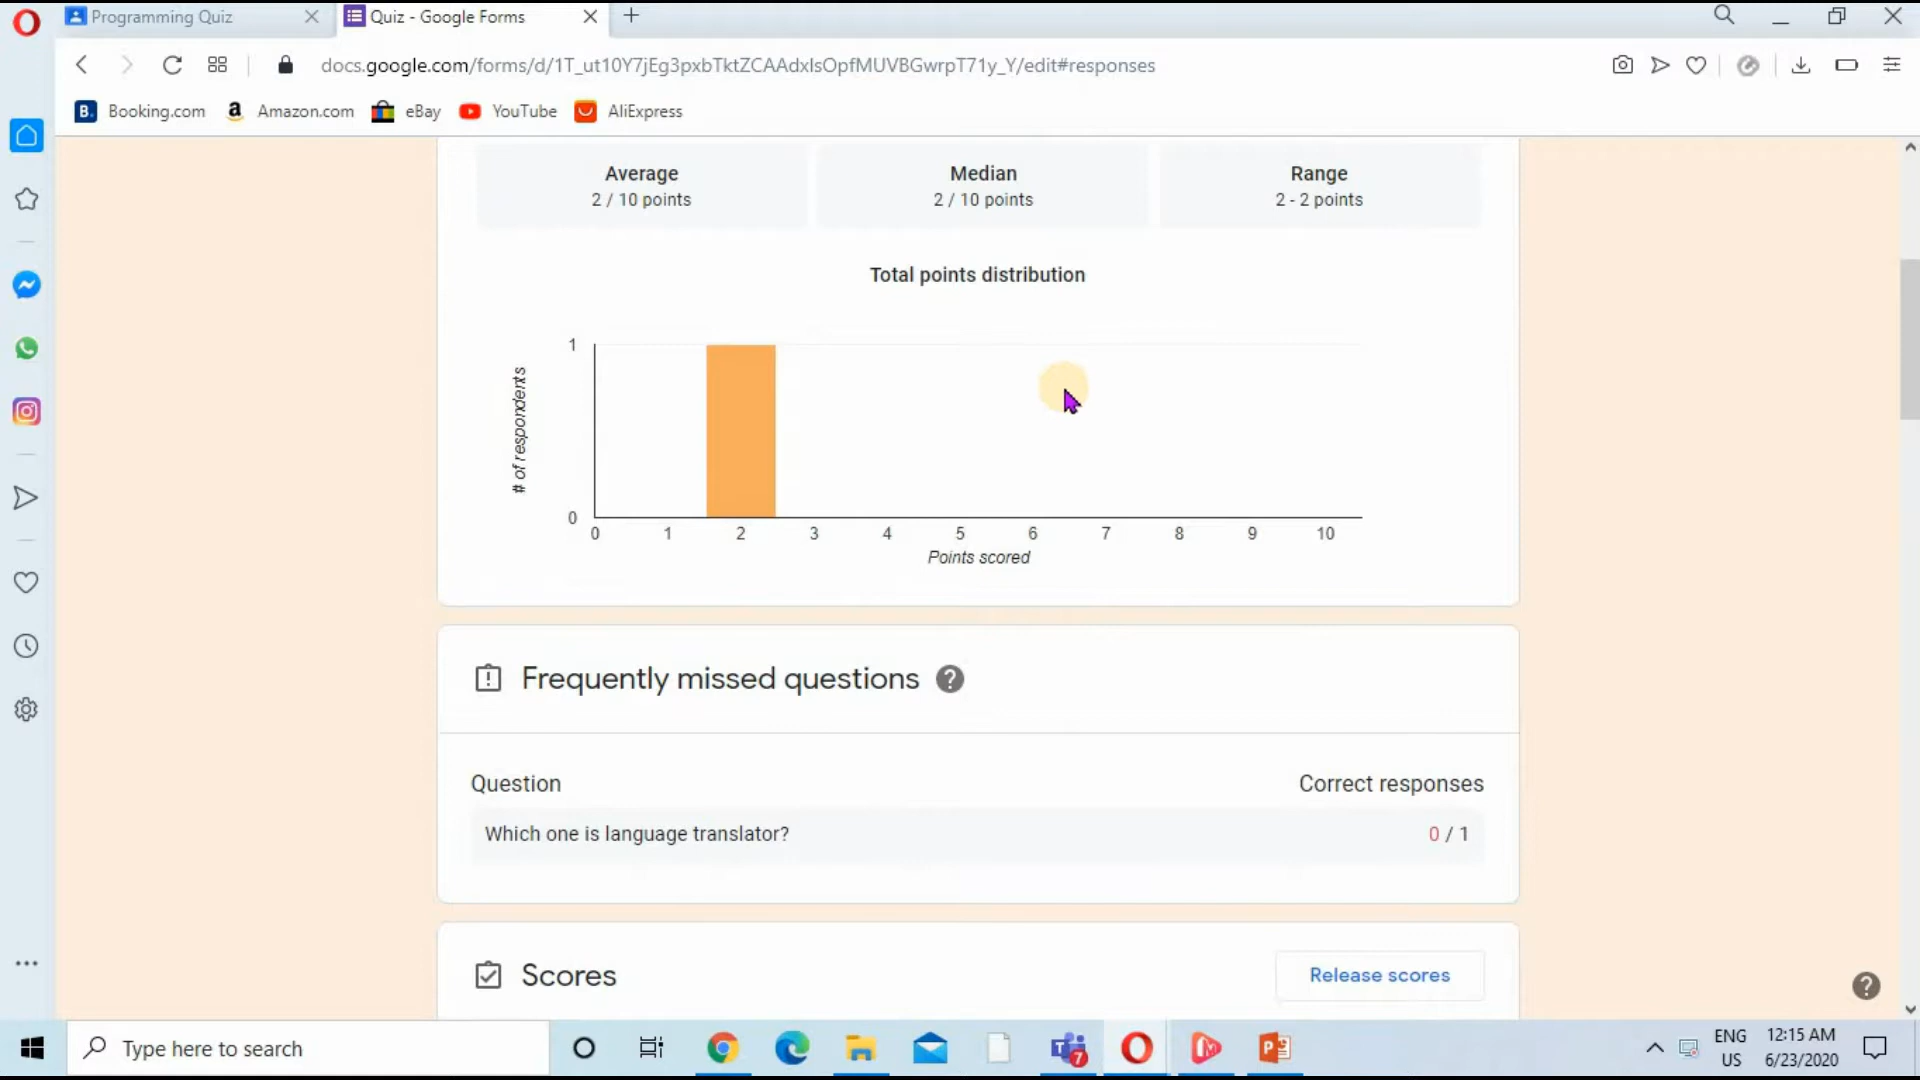 Programming Quiz
Quiz - Google Forms
docs.google.com/forms/d/1T_ut10Y7jEg3pxbTktZCAAdxIsOpfMUVBGwrpT71y_Y/edit#responses
B. Booking.com
a Amazon.com
eBay
YouTube
AliExpress
Average
2 / 10 points
Median
2 / 10 points
Range
2 - 2 points
Total points distribution
# of respondents
1
0
0 1 2 3 4 5 6 7 8 9 10
Points scored
Frequently missed questions ?
Question Correct responses
Which one is language translator? 0 / 1
Scores
Release scores
?
Type here to search
7
ENG
US
12:15 AM
6/23/2020